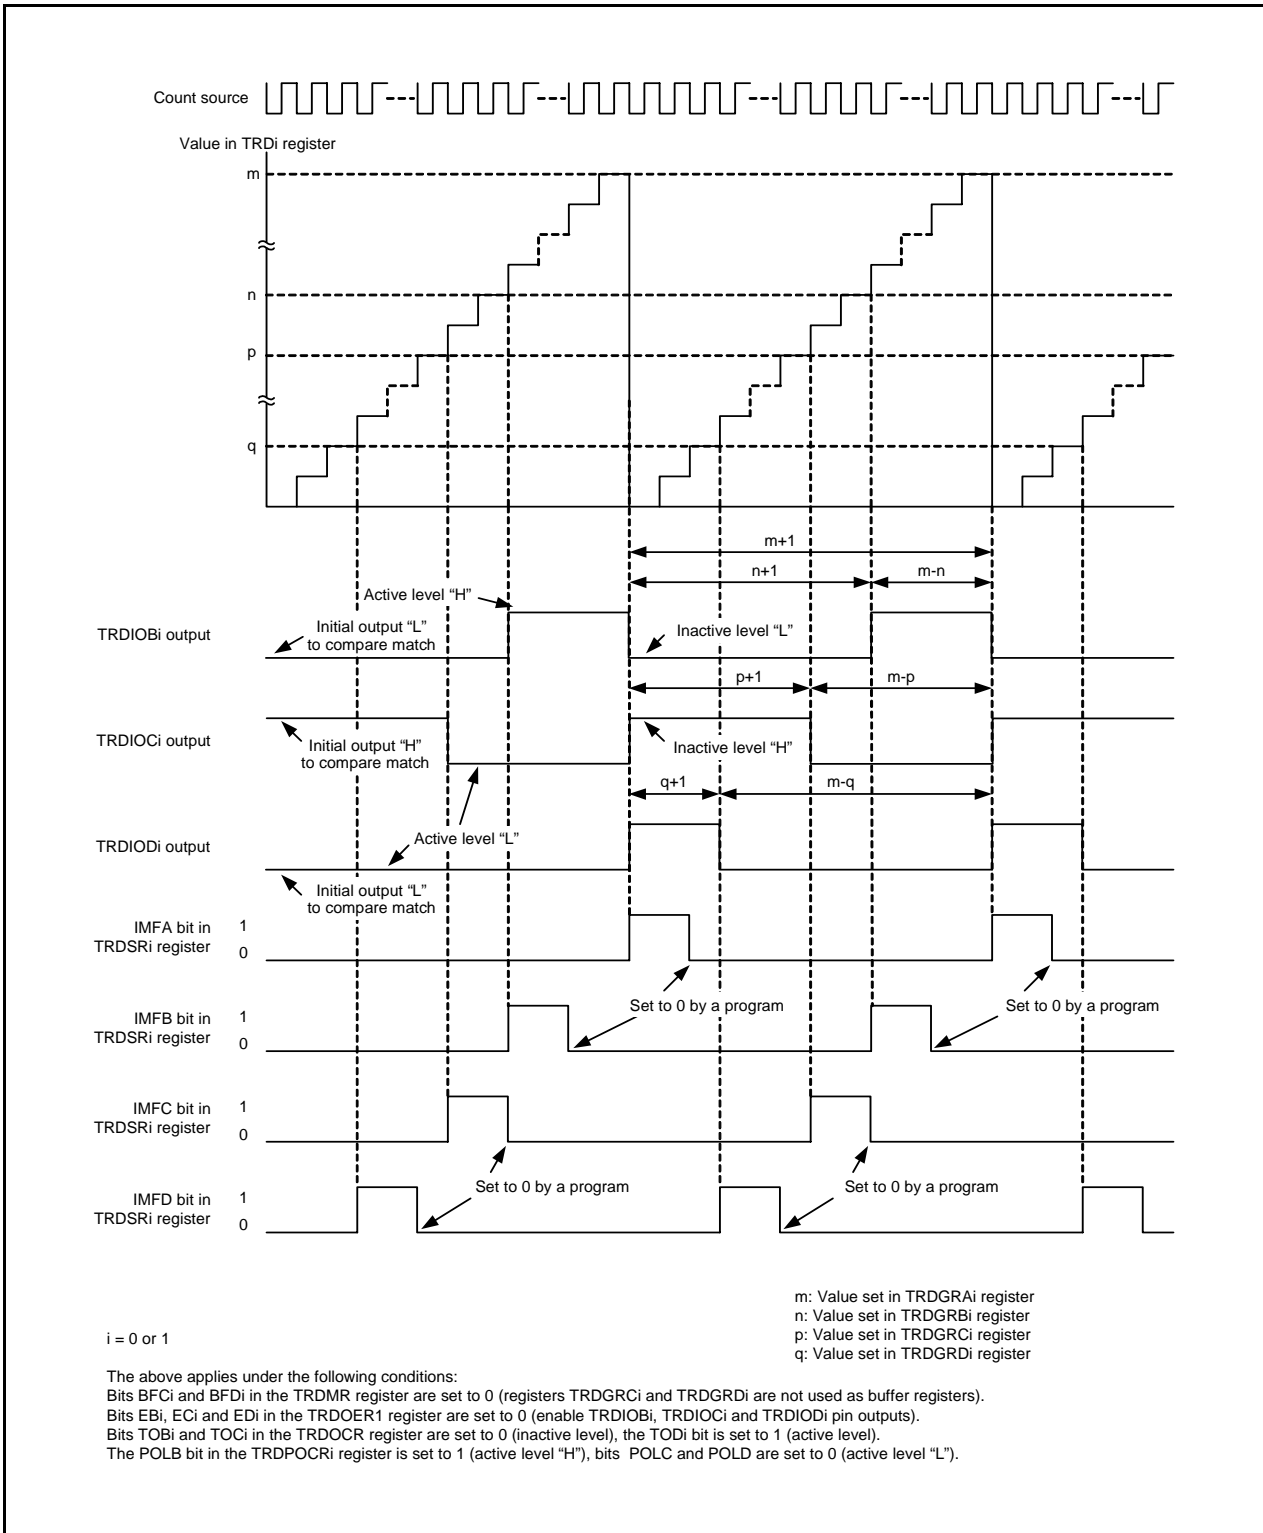 Count source
Value in TRDi register
m
n
p
q
m+1
n+1
m-n
Active level “H”
TRDIOBi output
Initial output “L”
to compare match
Inactive level “L”
p+1
m-p
TRDIOCi output
Initial output “H”
to compare match
Inactive level “H”
q+1
m-q
Active level “L”
TRDIODi output
Initial output “L”
to compare match
IMFA bit in
TRDSRi register
1
0
Set to 0 by a program
Set to 0 by a program
IMFB bit in
TRDSRi register
1
0
IMFC bit in
TRDSRi register
1
0
Set to 0 by a program
Set to 0 by a program
IMFD bit in
TRDSRi register
1
0
m: Value set in TRDGRAi register
n: Value set in TRDGRBi register
p: Value set in TRDGRCi register
q: Value set in TRDGRDi register
i = 0 or 1
The above applies under the following conditions:
Bits BFCi and BFDi in the TRDMR register are set to 0 (registers TRDGRCi and TRDGRDi are not used as buffer registers).
Bits EBi, ECi and EDi in the TRDOER1 register are set to 0 (enable TRDIOBi, TRDIOCi and TRDIODi pin outputs).
Bits TOBi and TOCi in the TRDOCR register are set to 0 (inactive level), the TODi bit is set to 1 (active level).
The POLB bit in the TRDPOCRi register is set to 1 (active level “H”), bits  POLC and POLD are set to 0 (active level “L”).